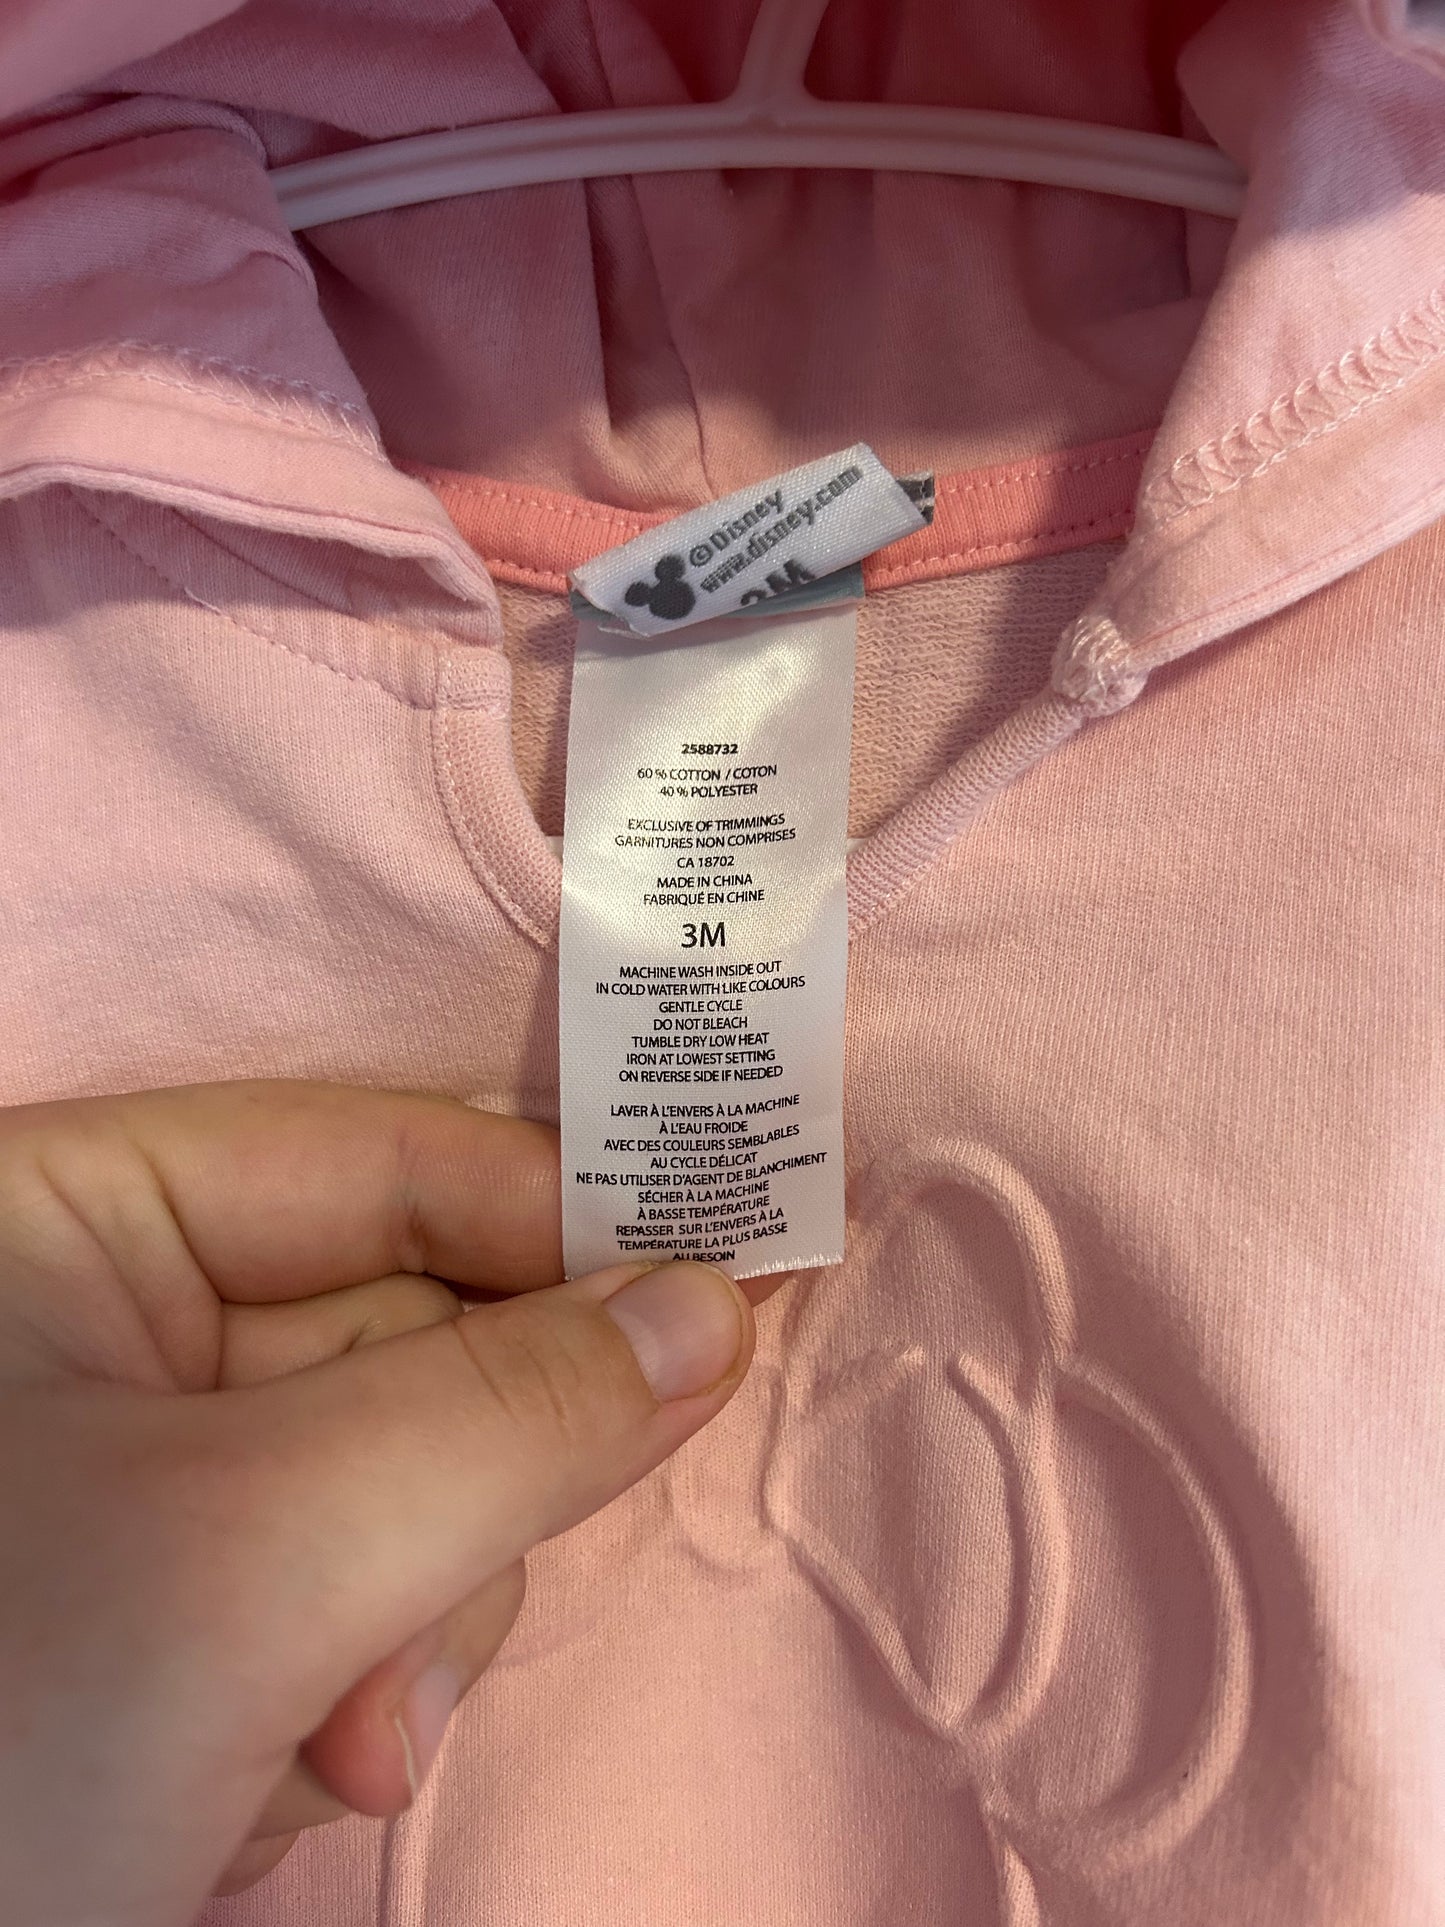 ©Disney
www.disney.com
3M
2588732
60 % COTTON / COTON
40 % POLYESTER
EXCLUSIVE OF TRIMMINGS
GARNITURES NON COMPRISES
CA 18702
MADE IN CHINA
FABRIQUÉ EN CHINE
3M
MACHINE WASH INSIDE OUT
IN COLD WATER WITH LIKE COLOURS
GENTLE CYCLE
DO NOT BLEACH
TUMBLE DRY LOW HEAT
IRON AT LOWEST SETTING
ON REVERSE SIDE IF NEEDED
LAVER À L'ENVERS À LA MACHINE
À L'EAU FROIDE
AVEC DES COULEURS SEMBLABLES
AU CYCLE DÉLICAT
NE PAS UTILISER D'AGENT DE BLANCHIMENT
SÉCHER À LA MACHINE
À BASSE TEMPÉRATURE
REPASSER SUR L'ENVERS À LA
TEMPÉRATURE LA PLUS BASSE
AU BESOIN